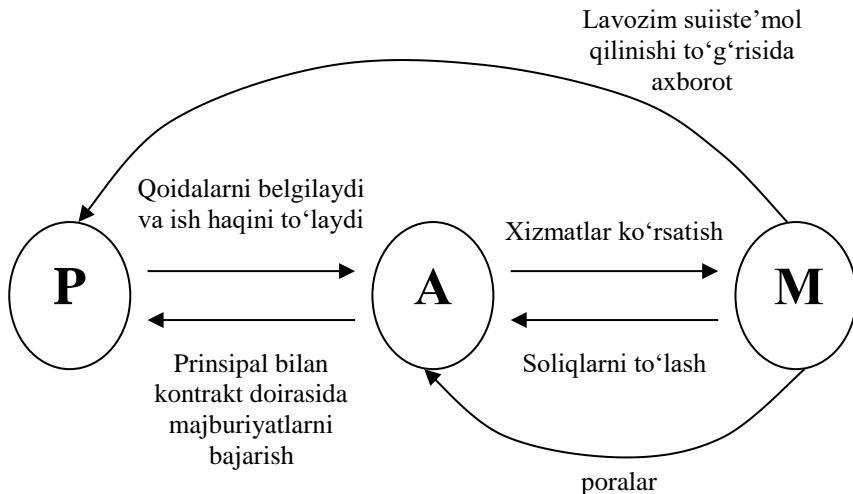 Lavozim suiiste’mol
qilinishi to‘g‘risida
axborot
Qoidalarni belgilaydi
va ish haqini to‘laydi
Xizmatlar ko‘rsatish
P
A
M
Prinsipal bilan
kontrakt doirasida
majburiyatlarni
bajarish
Soliqlarni to‘lash
poralar